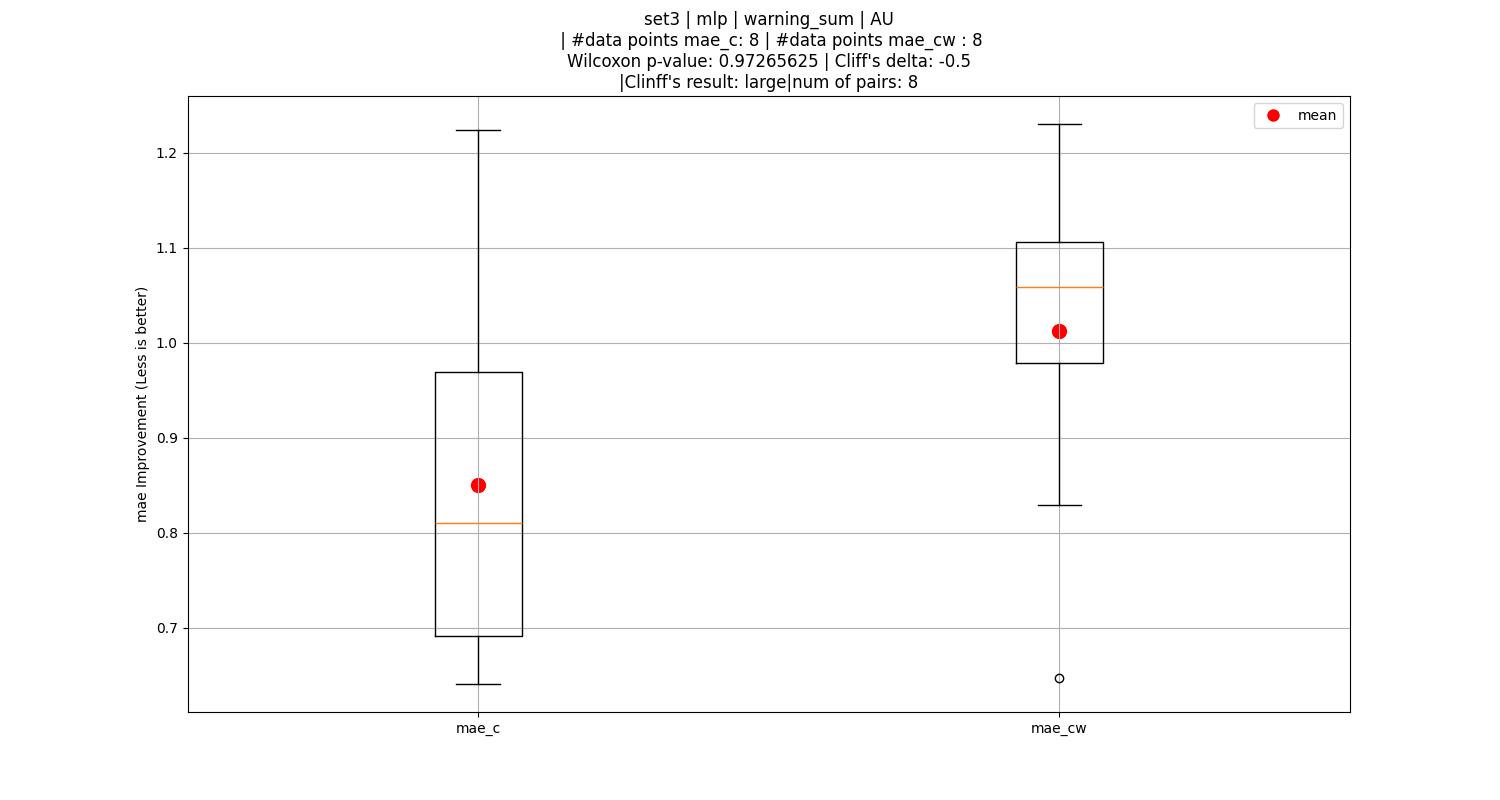 set3 | mlp | warning_sum | AU
| #data points mae_c: 8 | #data points mae_cw : 8
Wilcoxon p-value: 0.97265625 | Cliff's delta: -0.5
|Clinff's result: large|num of pairs: 8
mean
mae Improvement (Less is better)
1.2
1.1
1.0
0.9
0.8
0.7
mae_c
mae_cw